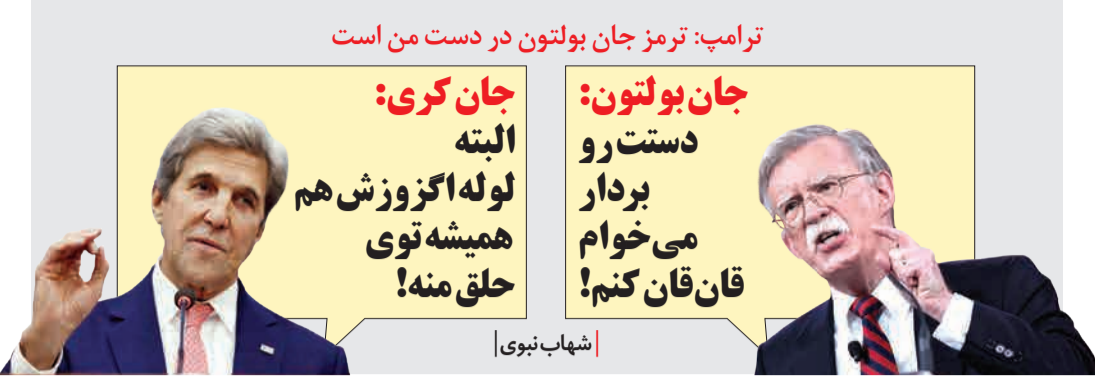 ترامپ: ترمز جان بولتون در دست من است
جان بولتون:
دستت رو
بردار
می‌خوام
قان‌قان کنم!
جان کری:
البته
لوله اگزوزش هم
همیشه توی
حلق منه!
|شهاب نبوی|